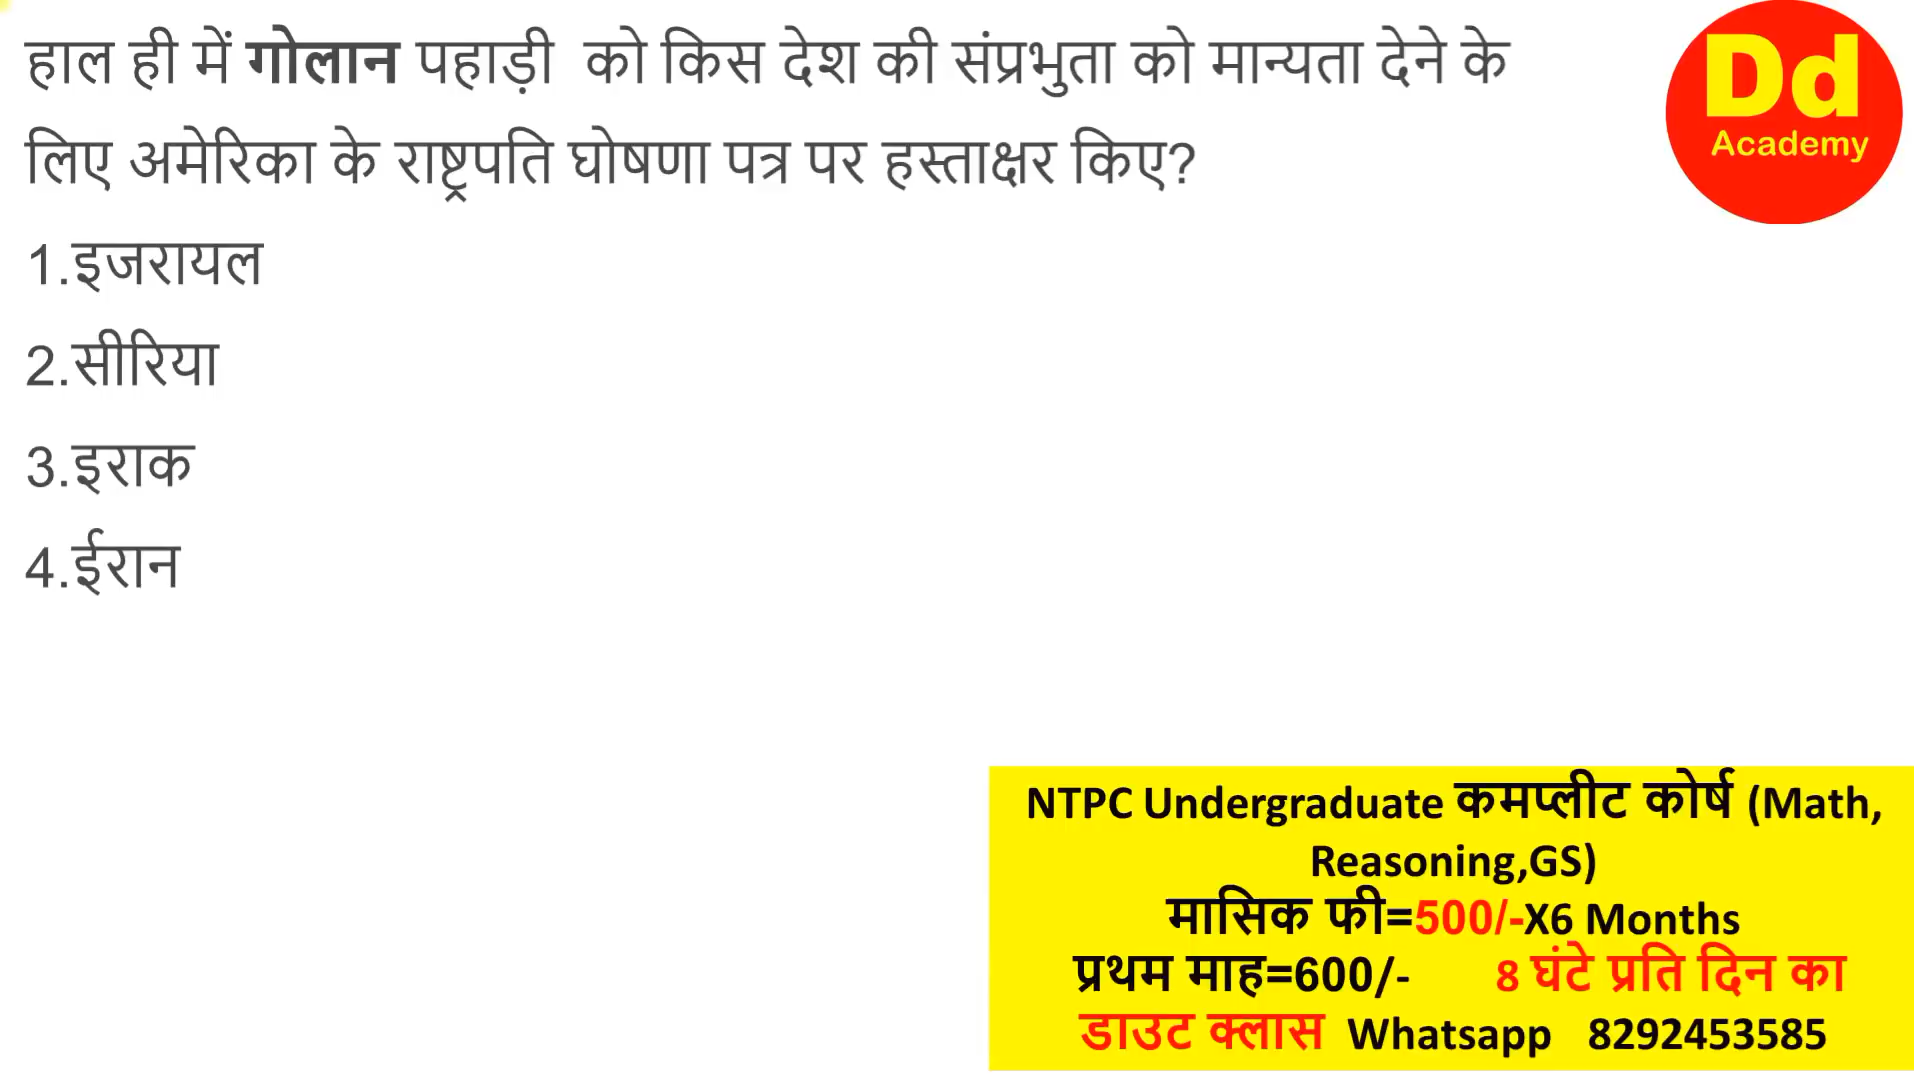 हाल ही में गोलान पहाड़ी को किस देश की संप्रभुता को मान्यता देने के
लिए अमेरिका के राष्ट्रपति घोषणा पत्र पर हस्ताक्षर किए?
1.इजरायल
2.सीरिया
3.इराक
4.ईरान
Dd
Academy
NTPC Undergraduate कमप्लीट कोर्ष (Math,
Reasoning,GS)
मासिक फी=500/-X6 Months
प्रथम माह=600/- 8 घंटे प्रति दिन का
डाउट क्लास Whatsapp 8292453585